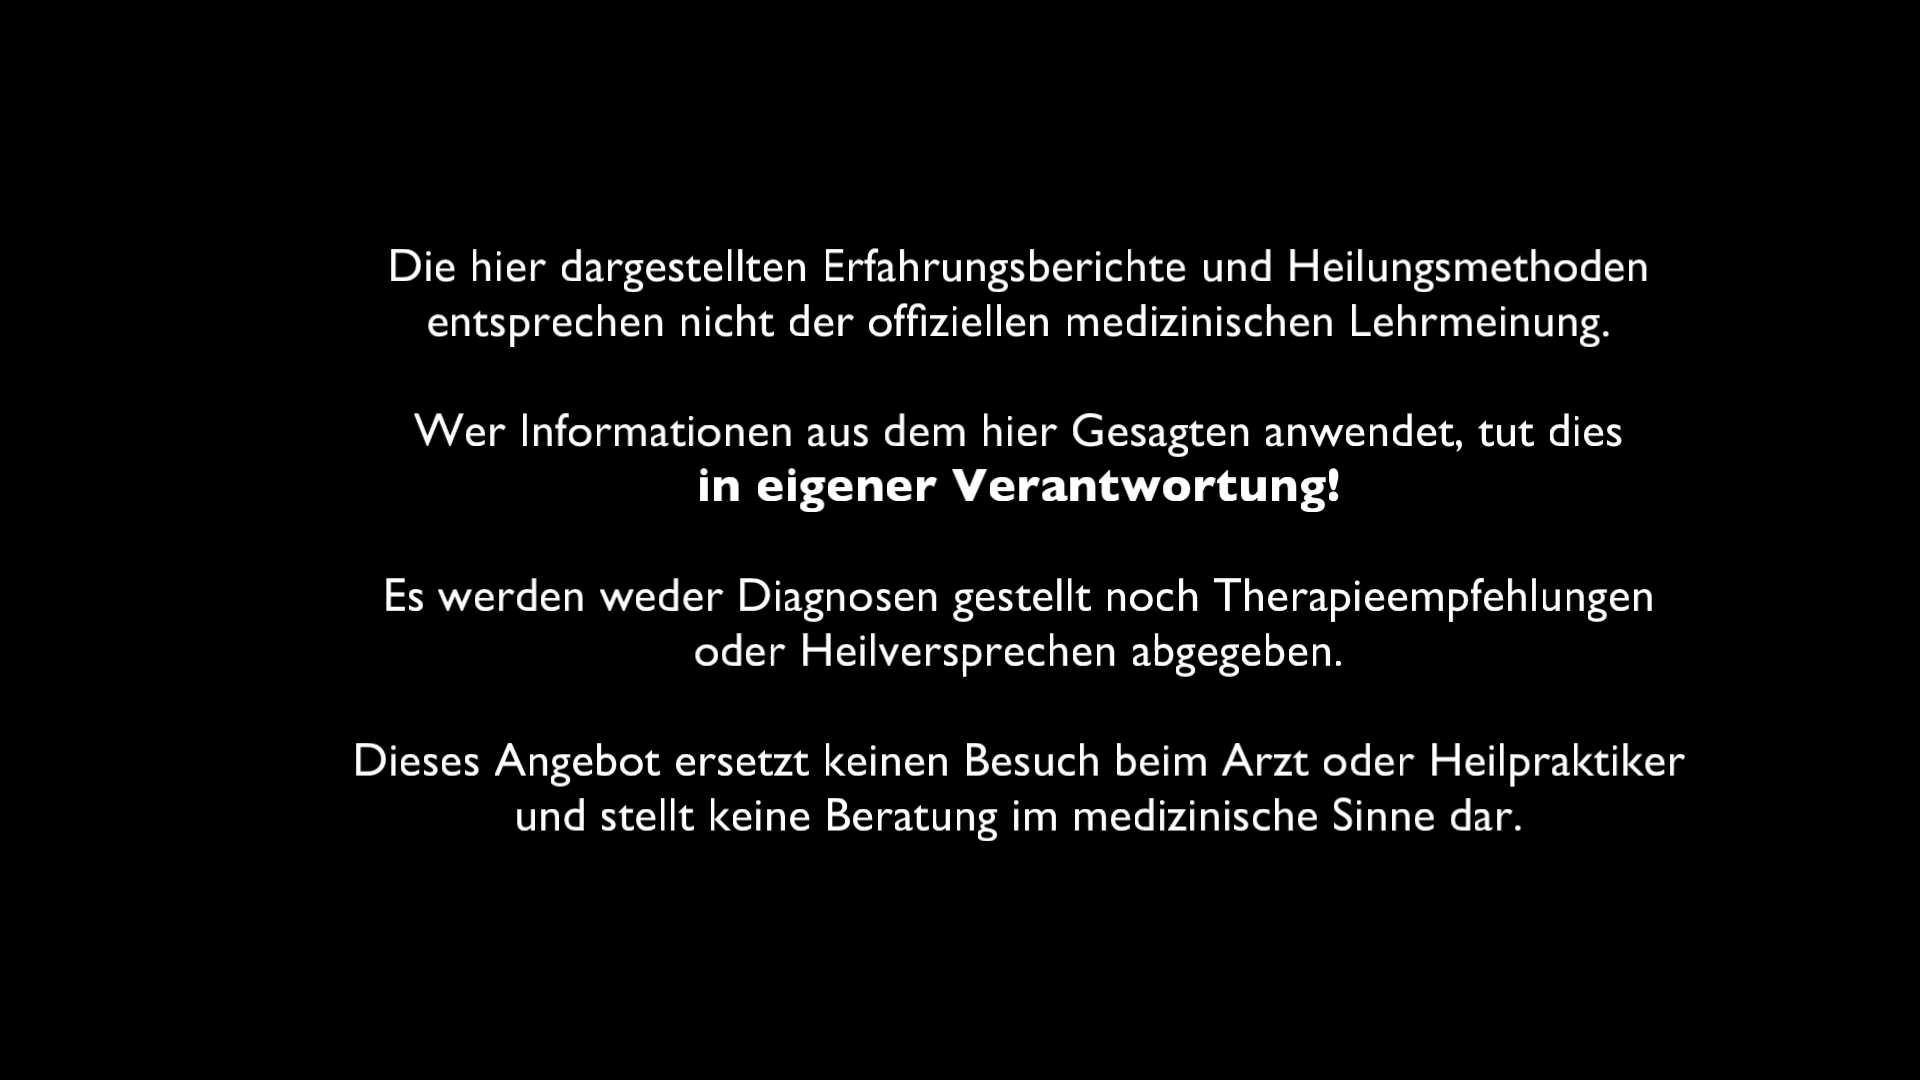 Die hier dargestellten Erfahrungsberichte und Heilungsmethoden
entsprechen nicht der offiziellen medizinischen Lehrmeinung.
Wer Informationen aus dem hier Gesagten anwendet, tut dies
in eigener Verantwortung!
Es werden weder Diagnosen gestellt noch Therapieempfehlungen
oder Heilversprechen abgegeben.
Dieses Angebot ersetzt keinen Besuch beim Arzt oder Heilpraktiker
und stellt keine Beratung im medizinische Sinne dar.